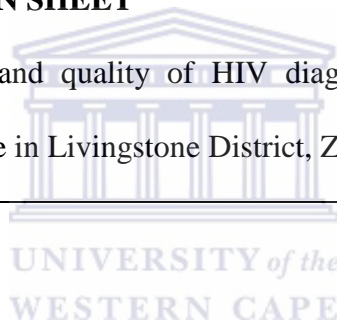 N SHEET
and quality of HIV diag
e in Livingstone District, Z
UNIVERSITY of the
WESTERN CAPE